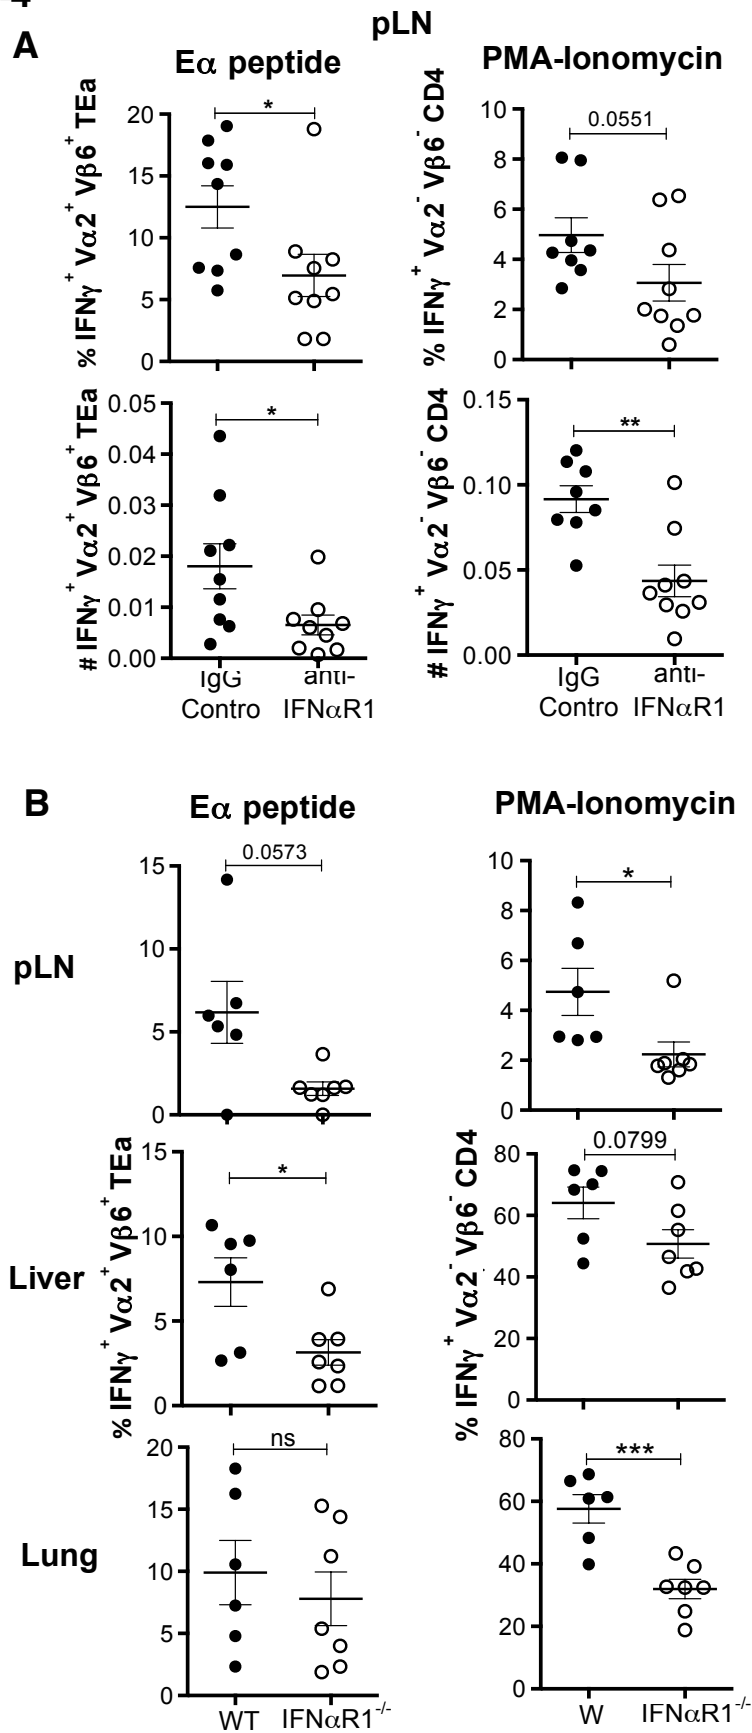 pLN
A
Eα peptide
PMA-Ionomycin
% IFNγ+ Vα2+ Vβ6+ TEa
20
15
10
5
0
*
% IFNγ+ Vα2- Vβ6- CD4
10
8
6
4
2
0
0.0551
# IFNγ+ Vα2+ Vβ6+ TEa
0.05
0.04
0.03
0.02
0.01
0.00
*
IgG
Contro
anti-
IFNαR1
# IFNγ+ Vα2- Vβ6- CD4
0.15
0.10
0.05
0.00
**
IgG
Contro
anti-
IFNαR1
B
Eα peptide
PMA-Ionomycin
pLN
15
10
5
0
0.0573
10
8
6
4
2
0
*
Liver
% IFNγ+ Vα2+ Vβ6+ TEa
15
10
5
0
*
% IFNγ+ Vα2- Vβ6- CD4
80
60
40
20
0
0.0799
Lung
20
15
10
5
0
ns
WT
IFNαR1-/-
80
60
40
20
0
***
W
IFNαR1-/-